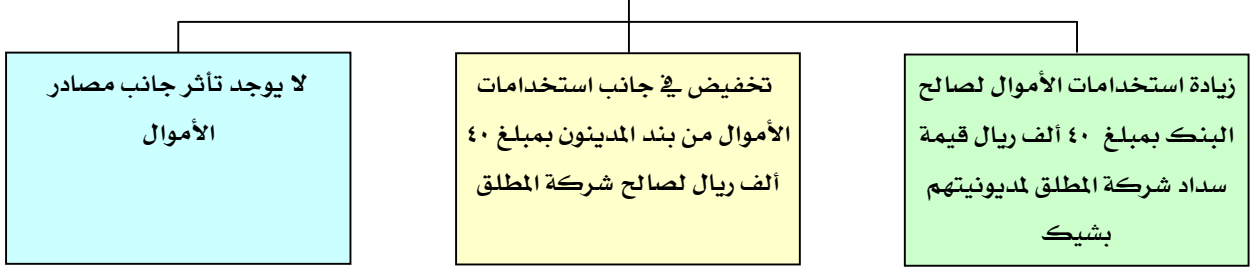 زيادة استخدامات الأموال لصالح
البنك بمبلغ ٤٠ ألف ريال قيمة
سداد شركة المطلق لمديونيتهم
بشيك
تخفيض في جانب استخدامات
الأموال من بند المدينون بمبلغ ٤٠
ألف ريال لصالح شركة المطلق
لا يوجد تأثر جانب مصادر
الأموال